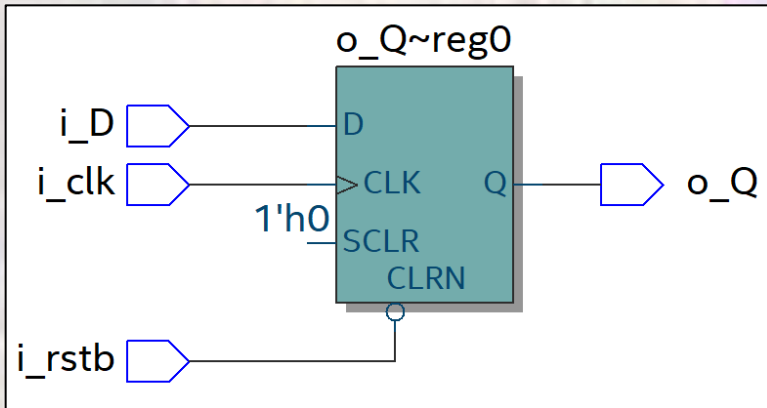 o_Q~reg0
i_D
D
i_clk
CLK
Q
o_Q
1'h0
SCLR
CLRN
i_rstb